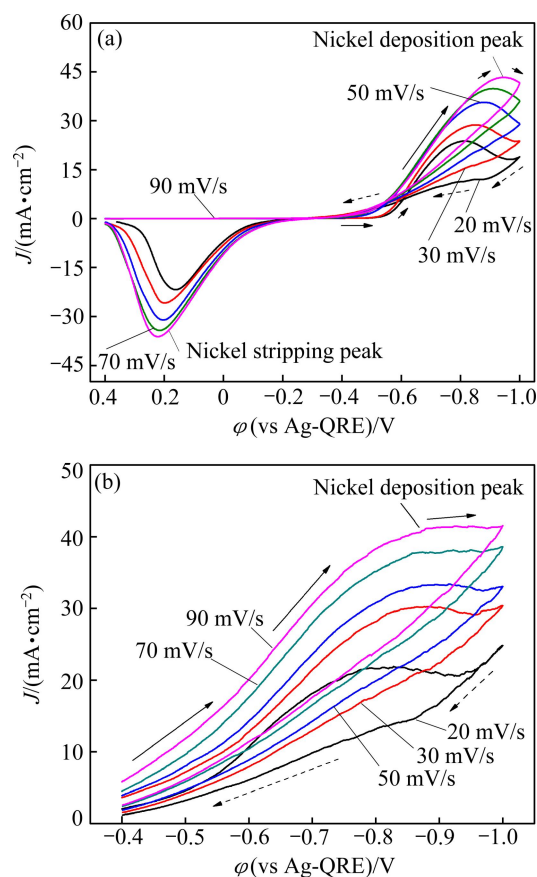 (a)
Nickel deposition peak
50 mV/s
90 mV/s
20 mV/s
30 mV/s
70 mV/s
Nickel stripping peak
J/(mA•cm−2)
60
45
30
15
0
−15
−30
−45
0.4 0.2 0 −0.2 −0.4 −0.6 −0.8 −1.0
φ(vs Ag-QRE)/V
(b)
Nickel deposition peak
90 mV/s
70 mV/s
20 mV/s
30 mV/s
50 mV/s
J/(mA•cm−2)
50
40
30
20
10
0
−0.4 −0.5 −0.6 −0.7 −0.8 −0.9 −1.0
φ(vs Ag-QRE)/V